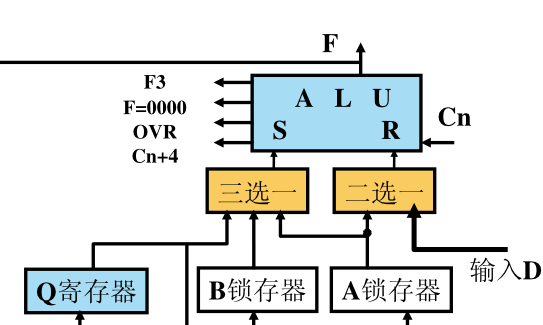 F
F3
F=0000
OVR
Cn+4
A L U
S R
Cn
三选一
二选一
输入D
Q寄存器
B锁存器
A锁存器